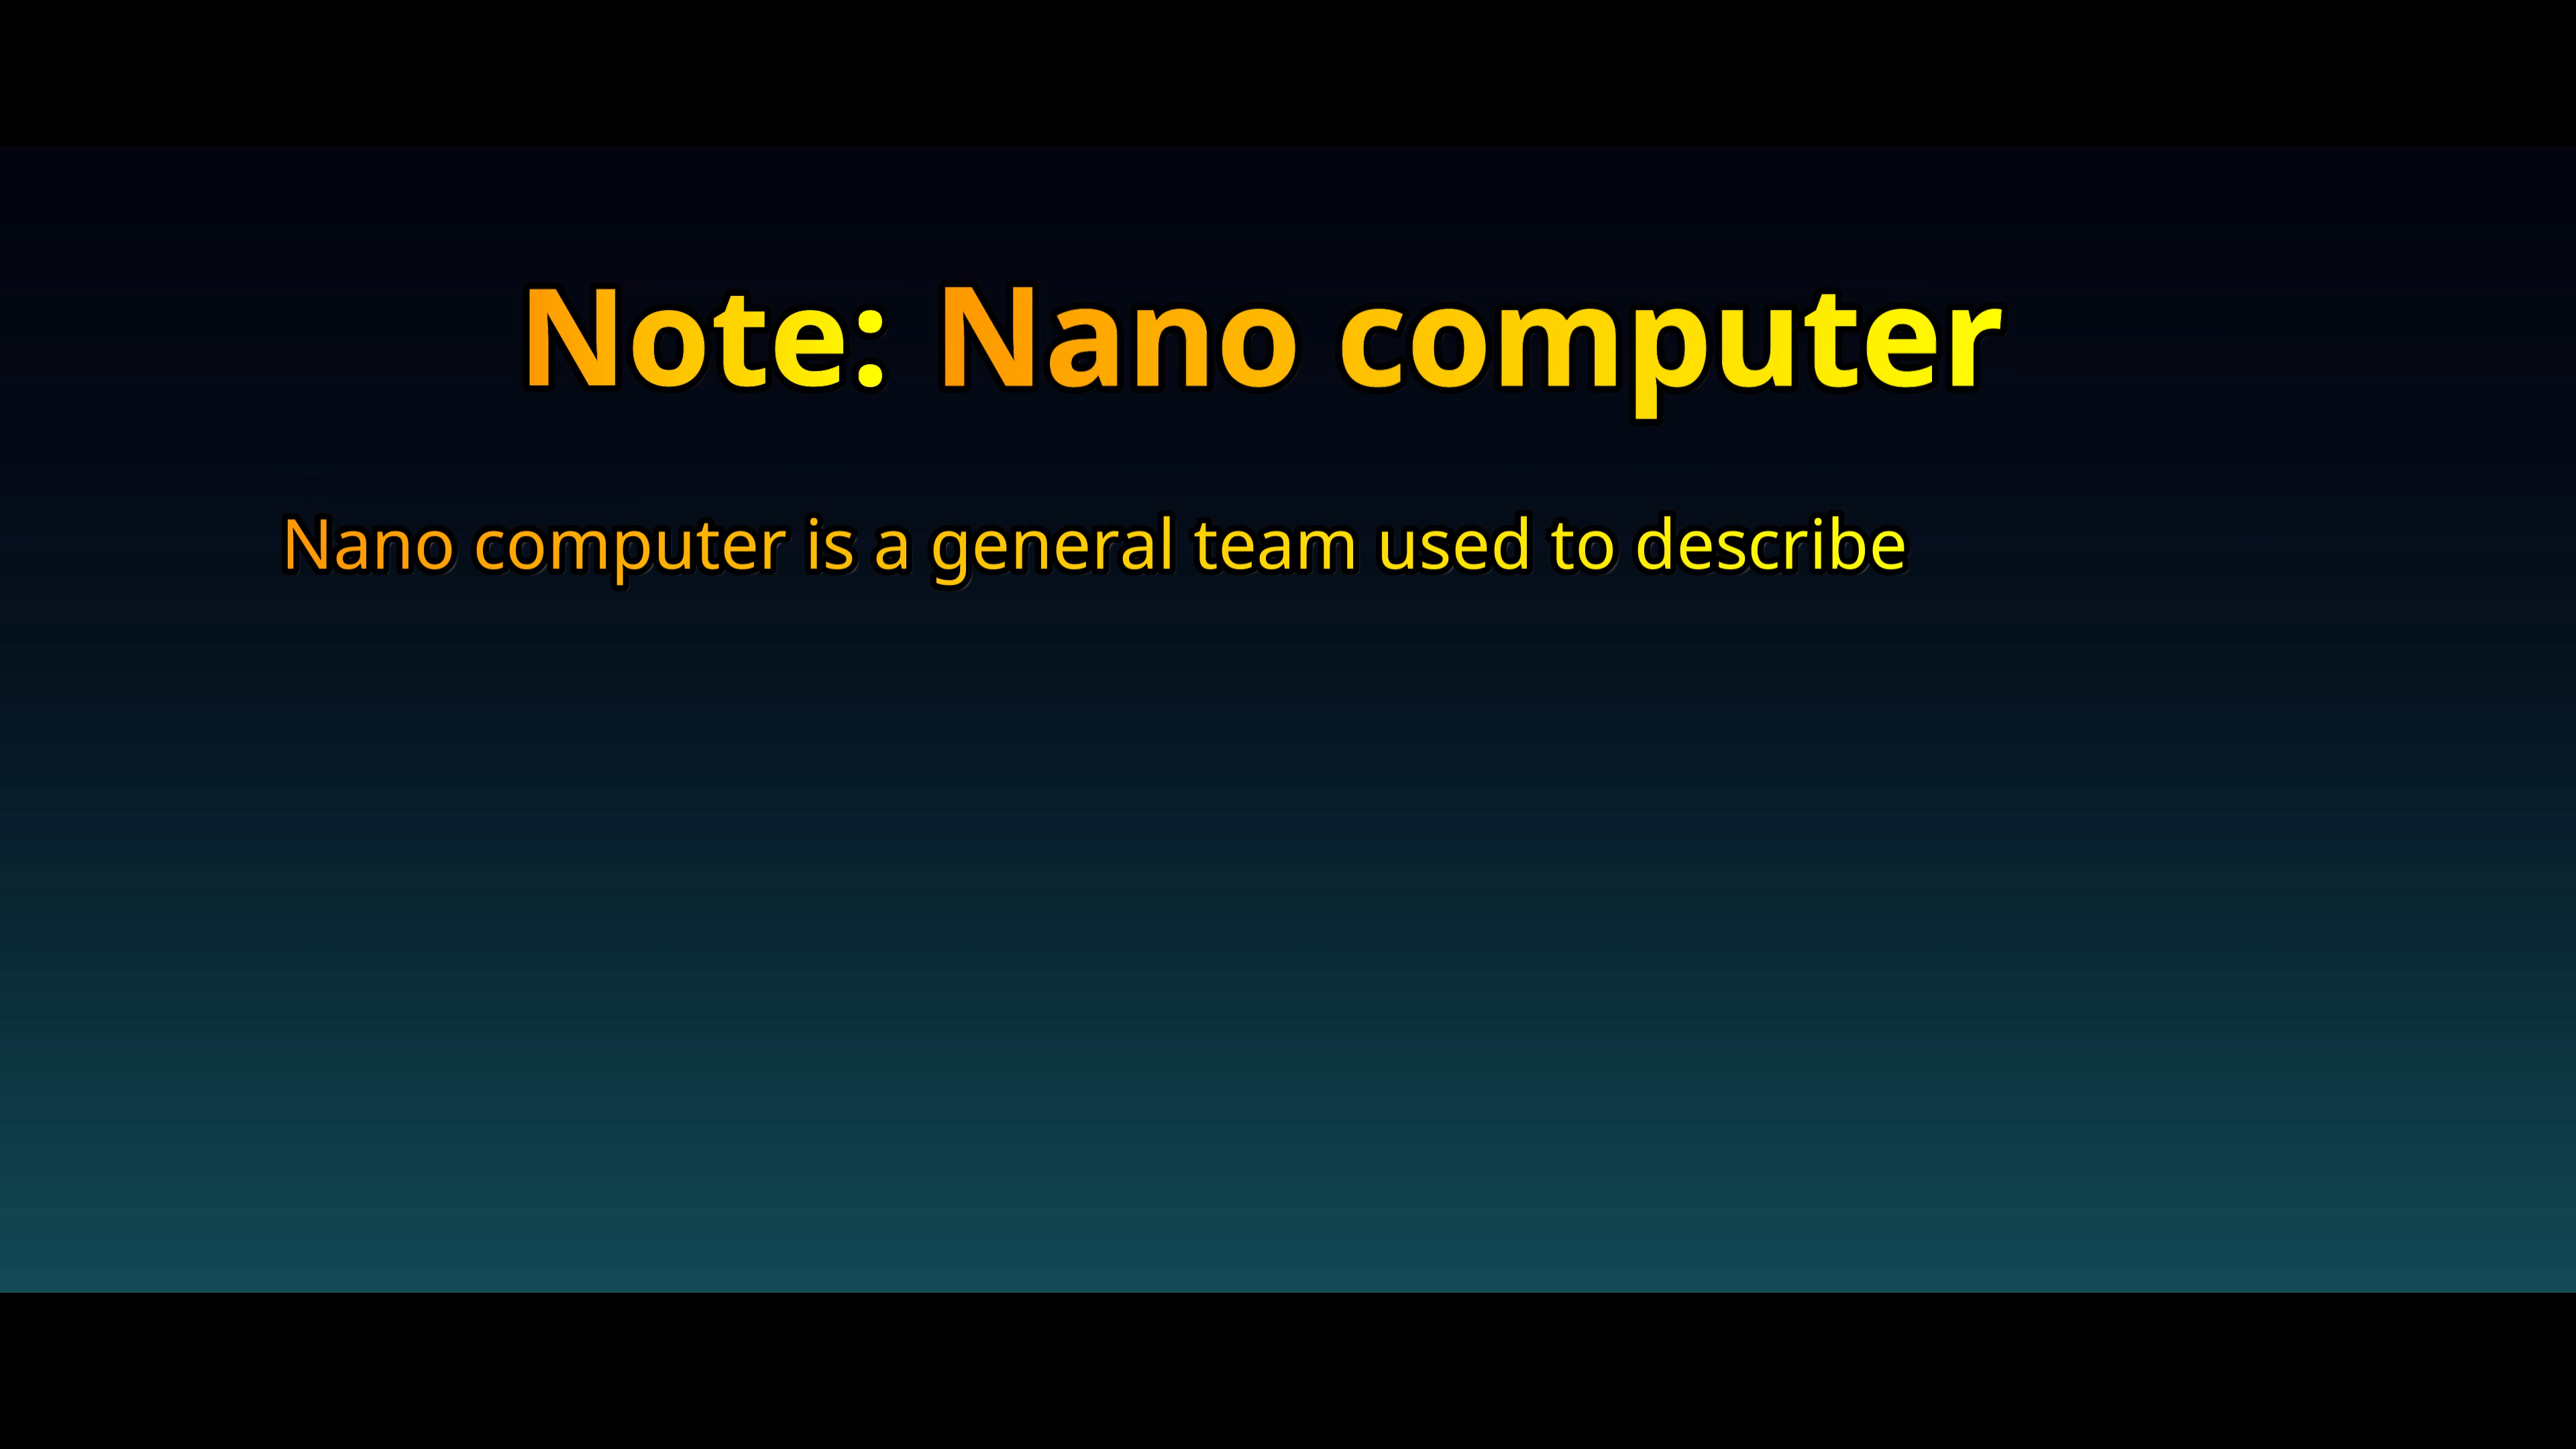 Note: Nano computer
Nano computer is a general team used to describe